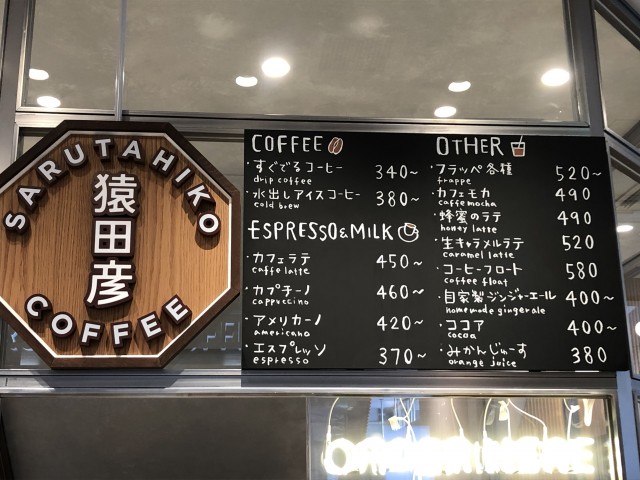 SARUTAHIKO
猿田彦
COFFEE
COFFEE
・すぐでるコーヒー 340~
drip coffee
・水出しアイスコーヒー 380~
cold brew
ESPRESSO&MILK
・カフェラテ 450~
caffe latte
・カプチーノ 460~
cappuccino
・アメリカーノ 420~
americano
・エスプレッソ 370~
espresso
OTHER
・フラッペ各種 520~
frappe
・カフェモカ 490
caffe mocha
・蜂蜜のラテ 490
honey latte
・生キャラメルラテ 520
caramel latte
・コーヒーフロート 580
coffee float
・自家製ジンジャーエール 400~
homemade gingerale
・ココア 400~
cocoa
・みかんじゅーす 380
orange juice